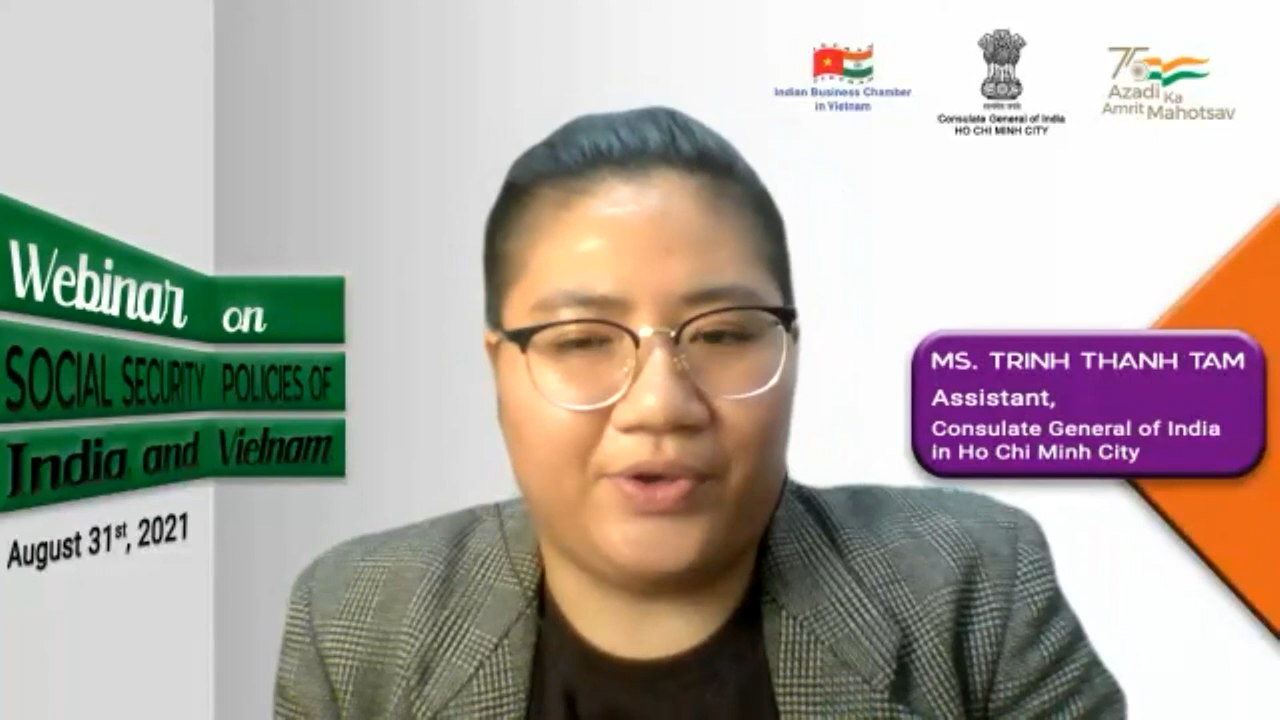 Indian Business Chamber
in Vietnam
Consulate General of India
HO CHI MINH CITY
75
Azadi Ka
Amrit Mahotsav
Webinar on
SOCIAL SECURITY POLICIES OF
India and Vietnam
August 31st, 2021
MS. TRINH THANH TAM
Assistant,
Consulate General of India
in Ho Chi Minh City